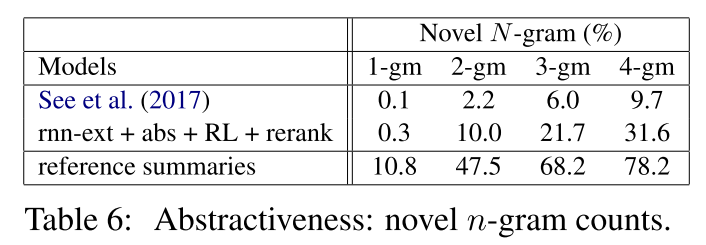 Novel N-gram (%)
Models 1-gm 2-gm 3-gm 4-gm
See et al. (2017) 0.1 2.2 6.0 9.7
rnn-ext + abs + RL + rerank 0.3 10.0 21.7 31.6
reference summaries 10.8 47.5 68.2 78.2
Table 6: Abstractiveness: novel n-gram counts.